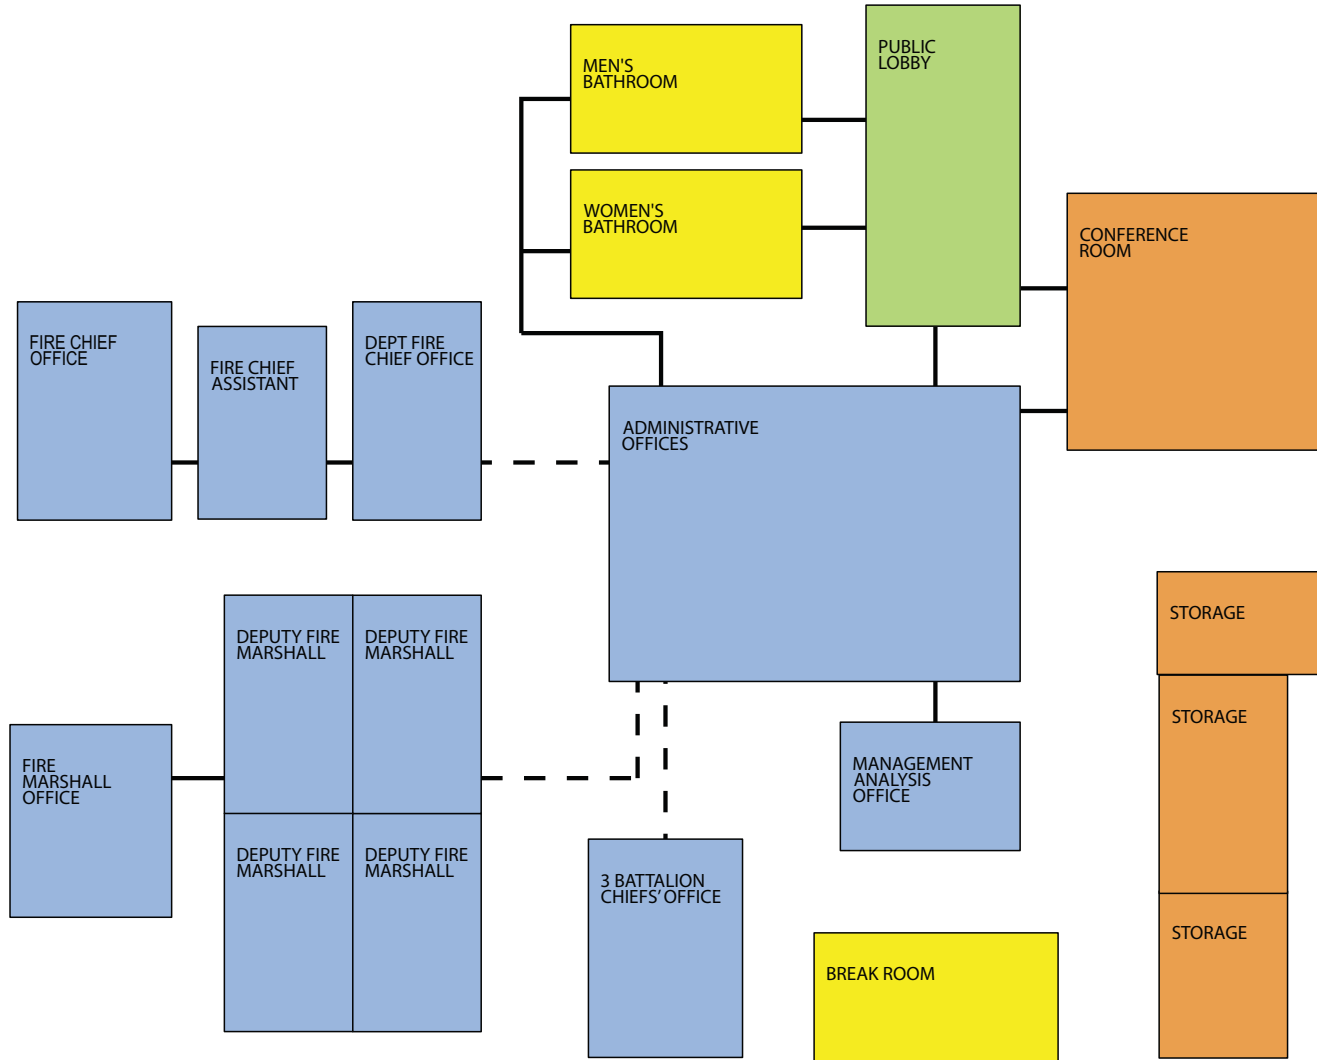 MEN'S
BATHROOM
PUBLIC
LOBBY
WOMEN'S
BATHROOM
CONFERENCE
ROOM
FIRE CHIEF
OFFICE
FIRE CHIEF
ASSISTANT
DEPT FIRE
CHIEF OFFICE
ADMINISTRATIVE
OFFICES
STORAGE
DEPUTY FIRE
MARSHALL
DEPUTY FIRE
MARSHALL
STORAGE
FIRE
MARSHALL
OFFICE
MANAGEMENT
ANALYSIS
OFFICE
DEPUTY FIRE
MARSHALL
DEPUTY FIRE
MARSHALL
3 BATTALION
CHIEFS’ OFFICE
STORAGE
BREAK ROOM